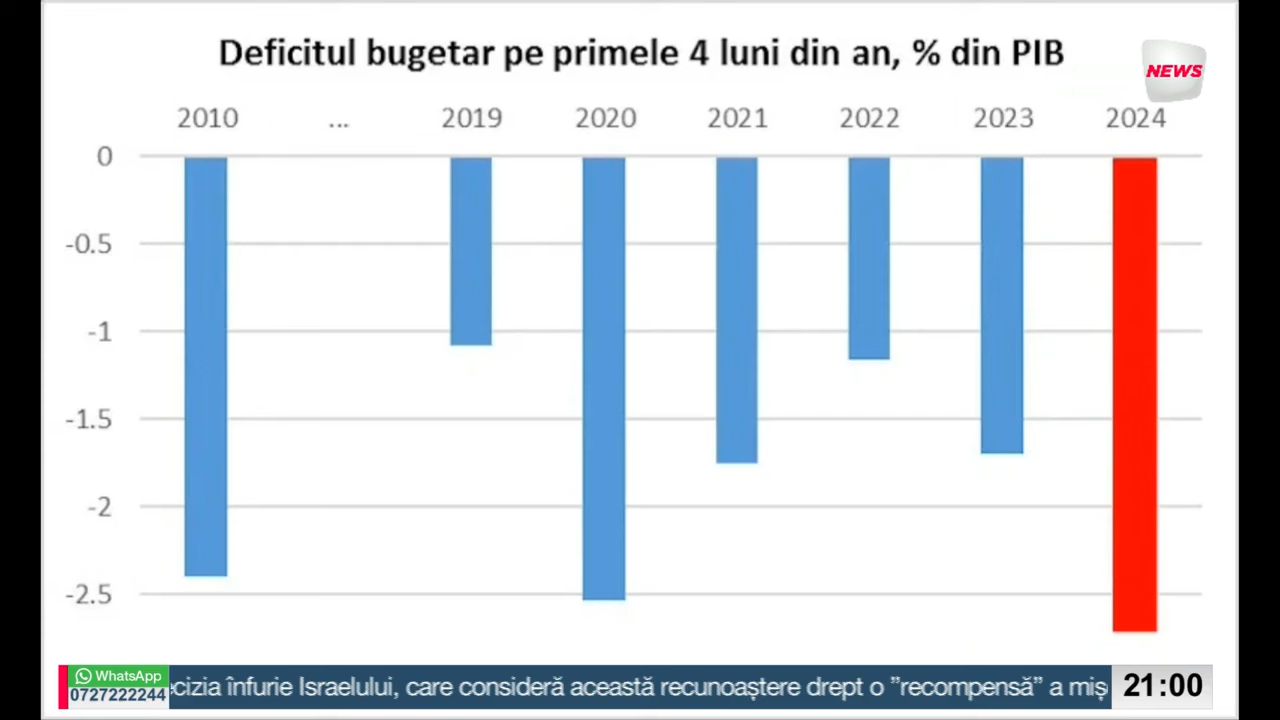 Deficitul bugetar pe primele 4 luni din an, % din PIB
NEWS
2010 ... 2019 2020 2021 2022 2023 2024
0
-0.5
-1
-1.5
-2
-2.5
WhatsApp
0727222244
înfurie Israelului, care consideră această recunoaștere drept o ”recompensă” a
21:00